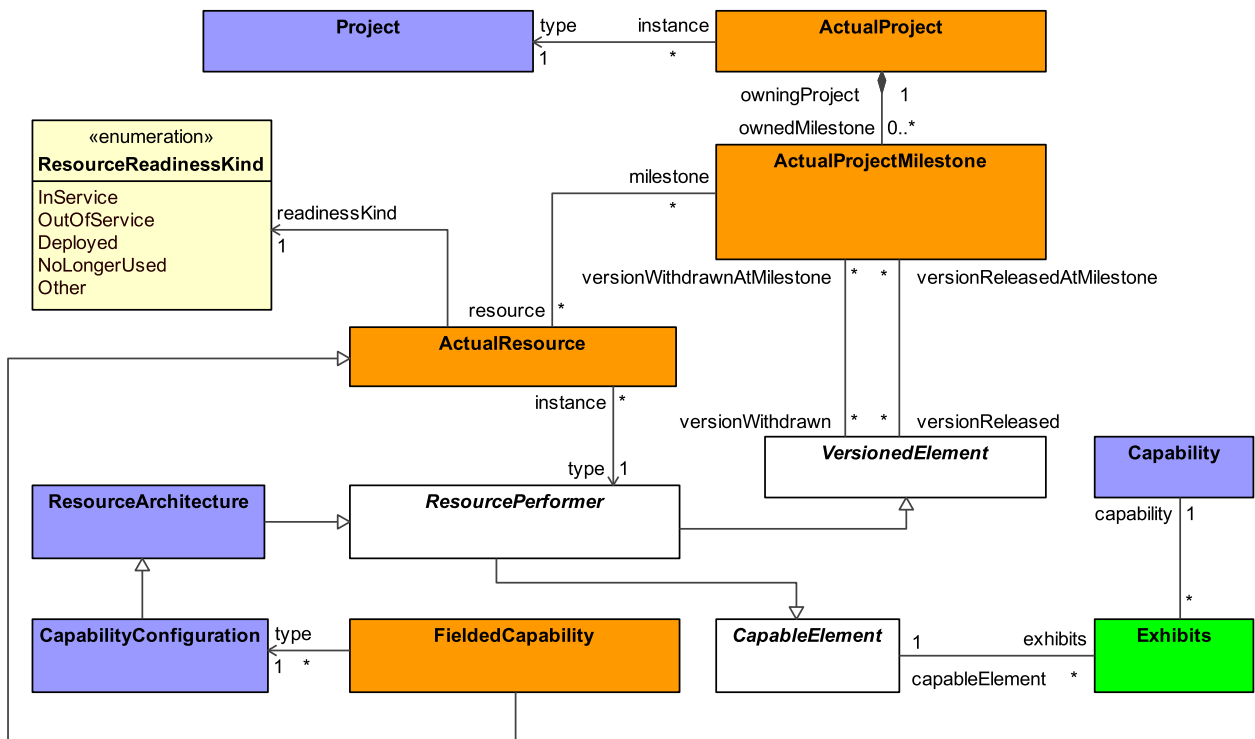 Project
type
instance
1
*
ActualProject
owningProject 1
ownedMilestone 0..*
«enumeration»
ResourceReadinessKind
InService
OutOfService
Deployed
NoLongerUsed
Other
readinessKind
1
milestone
*
ActualProjectMilestone
versionWithdrawnAtMilestone * * versionReleasedAtMilestone
resource *
ActualResource
instance *
versionWithdrawn * * versionReleased
type 1
VersionedElement
Capability
ResourceArchitecture
ResourcePerformer
capability 1
*
CapabilityConfiguration
type
1 *
FieldedCapability
CapableElement
1
exhibits
capableElement *
Exhibits